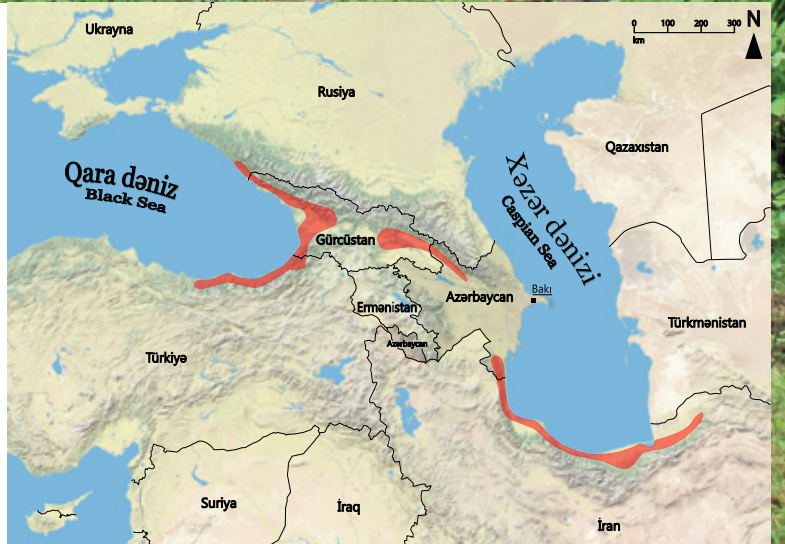 Ukrayna
0 100 200 300 N
km
Rusiya
Qazaxıstan
Qara dəniz
Black Sea
Xəzər dənizi
Caspian Sea
Gürcüstan
Bakı
Azərbaycan
Ermənistan
Türkmənistan
Azərbaycan
Türkiyə
Suriya
İraq
İran